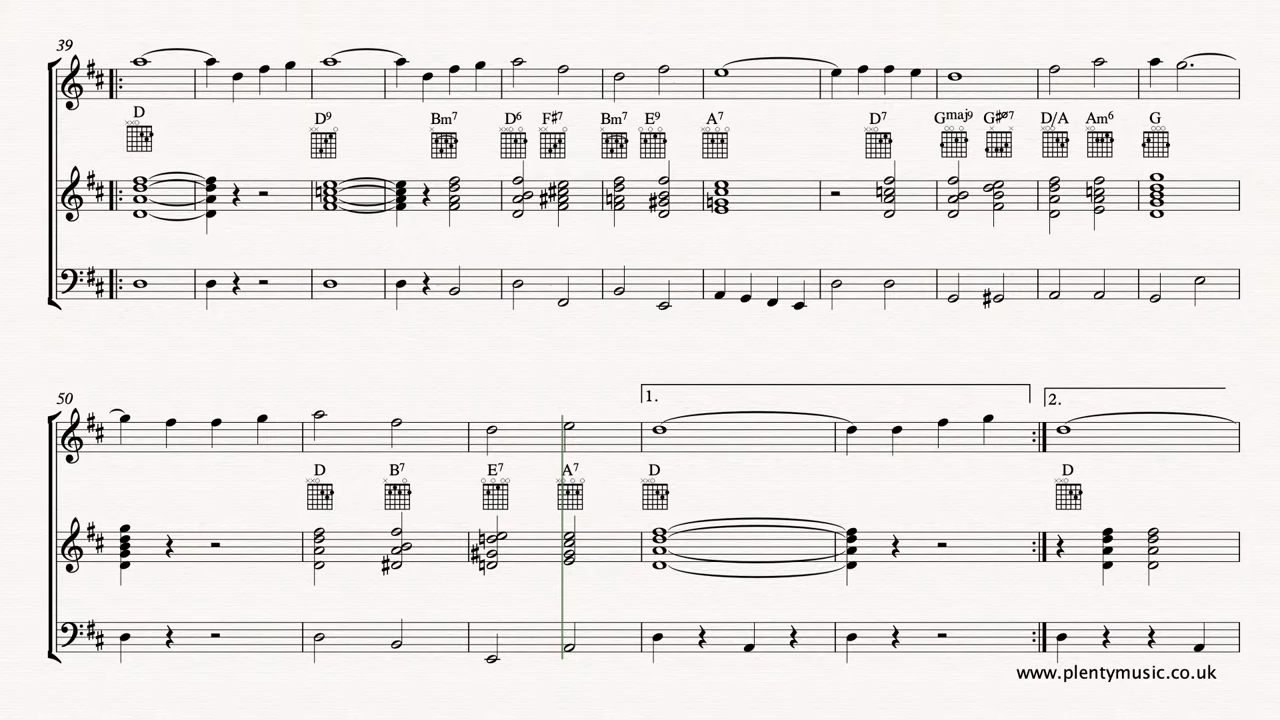 39
D D9 Bm7 D6 F#7 Bm7 E9 A7 D7 Gmaj9 G#ø7 D/A Am6 G
50
1. 2.
D B7 E7 A7 D D
www.plentymusic.co.uk